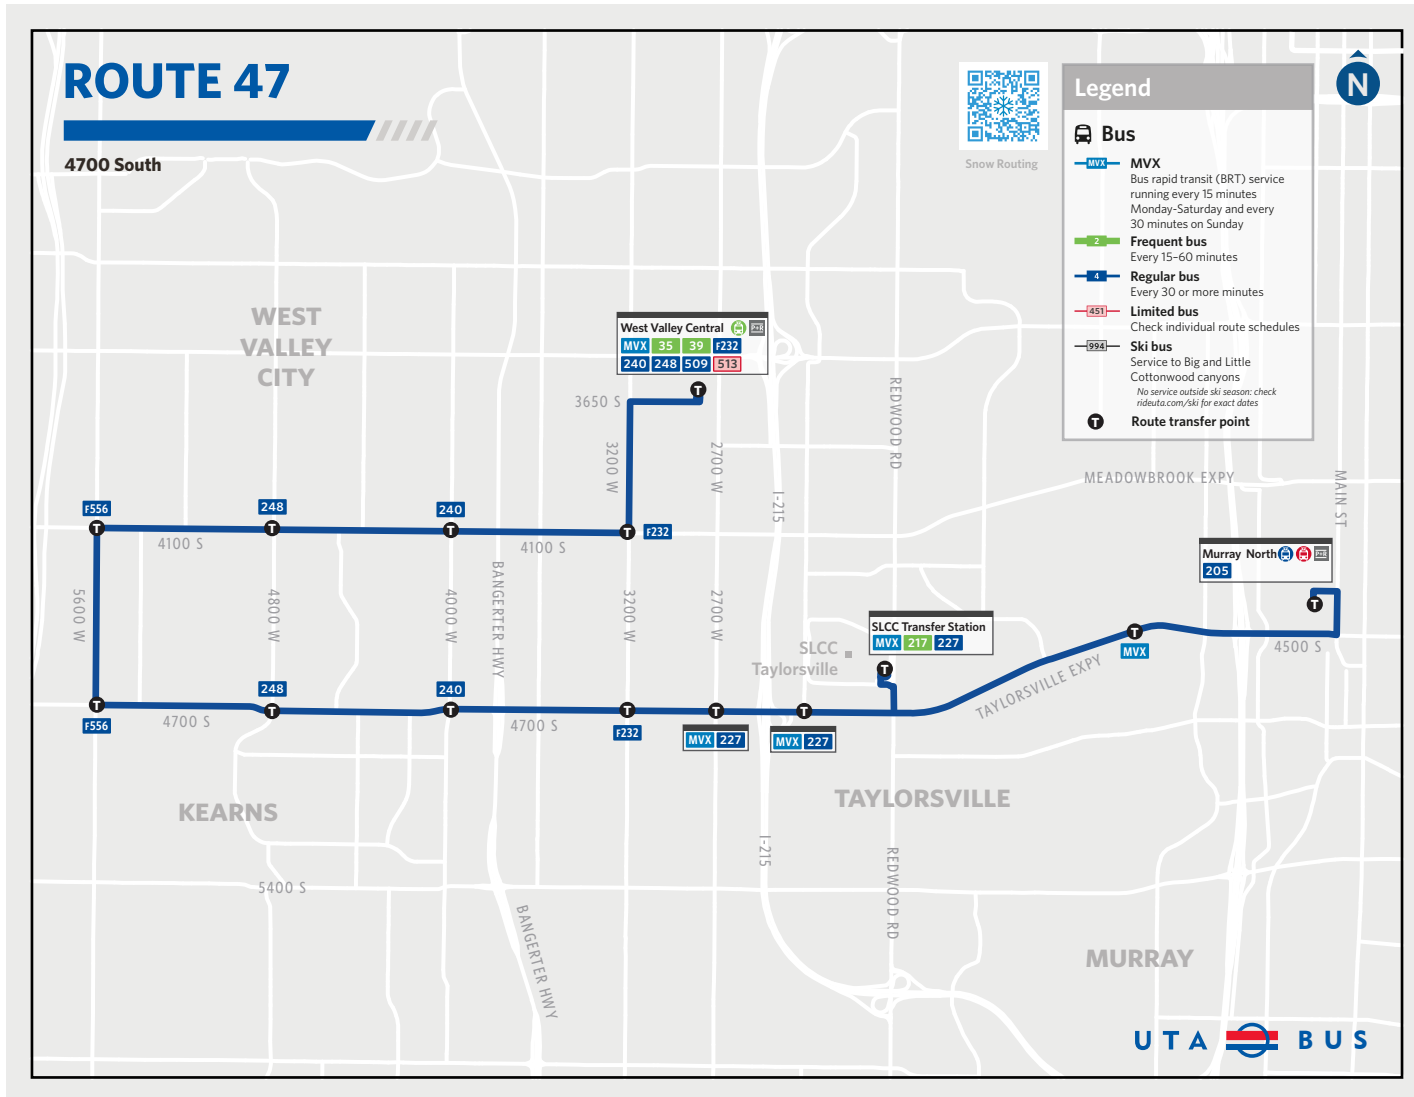 ROUTE 47
4700 South
Snow Routing
N
Legend
Bus
MVX
MVX
Bus rapid transit (BRT) service
running every 15 minutes
Monday-Saturday and every
30 minutes on Sunday
2
Frequent bus
Every 15–60 minutes
4
Regular bus
Every 30 or more minutes
451
Limited bus
Check individual route schedules
994
Ski bus
Service to Big and Little
Cottonwood canyons
No service outside ski season: check
rideuta.com/ski for exact dates
T
Route transfer point
WEST
VALLEY
CITY
West Valley Central P+R
MVX 35 39 F232
240 248 509 513
T
3650 S
3200 W
2700 W
I-215
REDWOOD RD
MEADOWBROOK EXPY
MAIN ST
F556
248
240
T
T
T
T
F232
4100 S
4100 S
Murray North P+R
205
T
5600 W
4800 W
4000 W
BANGERTER HWY
3200 W
2700 W
SLCC Transfer Station
MVX 217 227
T
SLCC
Taylorsville
T
MVX
4500 S
TAYLORSVILLE EXPY
248
240
T
T
T
T
T
T
F556
4700 S
4700 S
F232
MVX 227
MVX 227
KEARNS
TAYLORSVILLE
I-215
REDWOOD RD
5400 S
BANGERTER HWY
MURRAY
UTA BUS